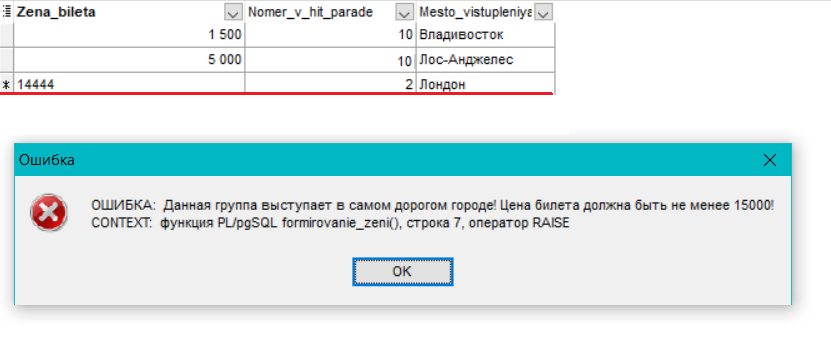 Zena_bileta Nomer_v_hit_parade Mesto_vistupleniya
1 500 10 Владивосток
5 000 10 Лос-Анджелес
* 14444 2 Лондон
Ошибка
ОШИБКА: Данная группа выступает в самом дорогом городе! Цена билета должна быть не менее 15000!
CONTEXT: функция PL/pgSQL formirovanie_zeni(), строка 7, оператор RAISE
OK